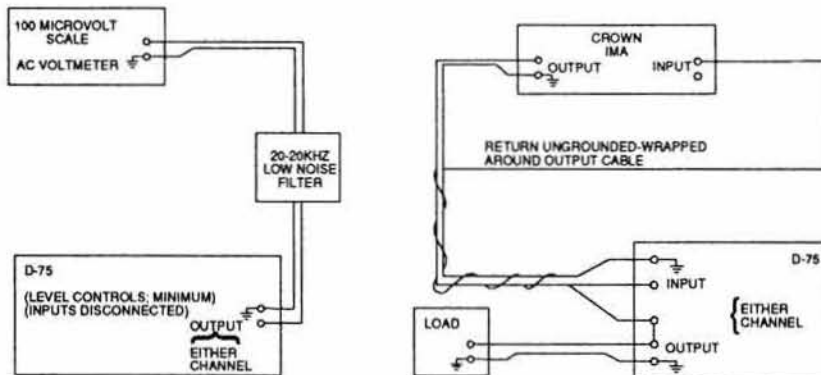 100 MICROVOLT
SCALE
AC VOLTMETER
20-20KHZ
LOW NOISE
FILTER
D-75
(LEVEL CONTROLS; MINIMUM)
(INPUTS DISCONNECTED)
OUTPUT
EITHER
CHANNEL
CROWN
IMA
OUTPUT
INPUT
RETURN UNGROUNDED-WRAPPED
AROUND OUTPUT CABLE
D-75
INPUT
EITHER
CHANNEL
LOAD
OUTPUT